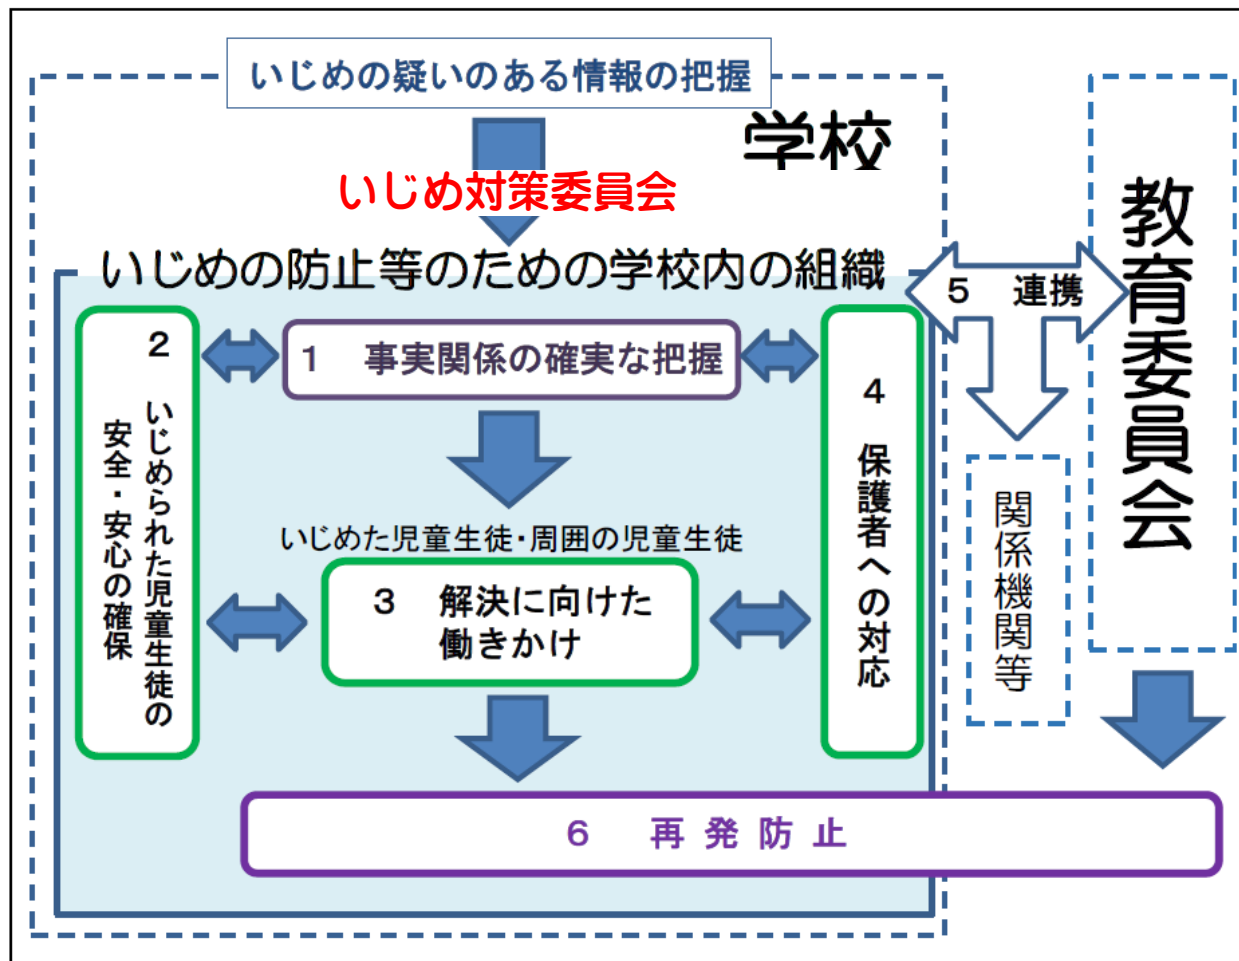 いじめの疑いのある情報の把握
学校
いじめ対策委員会
いじめの防止等のための学校内の組織
1 事実関係の確実な把握
2 いじめられた児童生徒の
安全・安心の確保
いじめた児童生徒・周囲の児童生徒
3 解決に向けた
働きかけ
4 保護者への対応
5 連携
関係機関等
教育委員会
6 再発防止